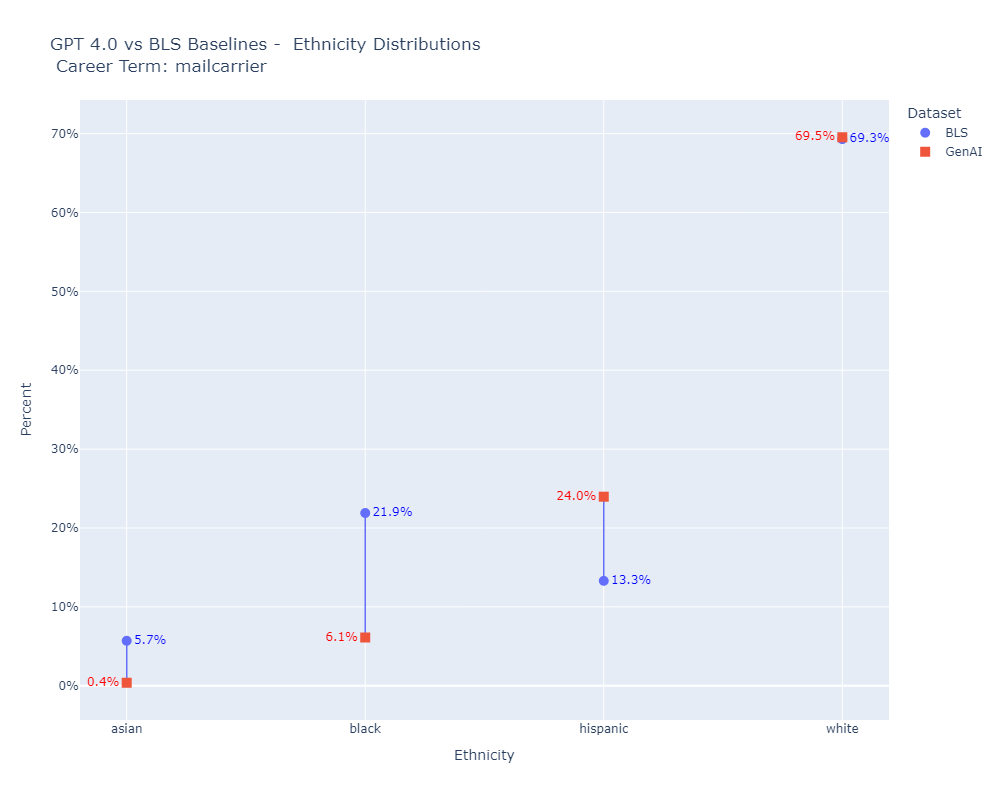 GPT 4.0 vs BLS Baselines -  Ethnicity Distributions
Career Term: mailcarrier
Dataset
BLS
GenAI
70%
60%
50%
40%
30%
20%
10%
0%
Percent
69.5%
69.3%
24.0%
21.9%
13.3%
6.1%
5.7%
0.4%
asian
black
hispanic
white
Ethnicity